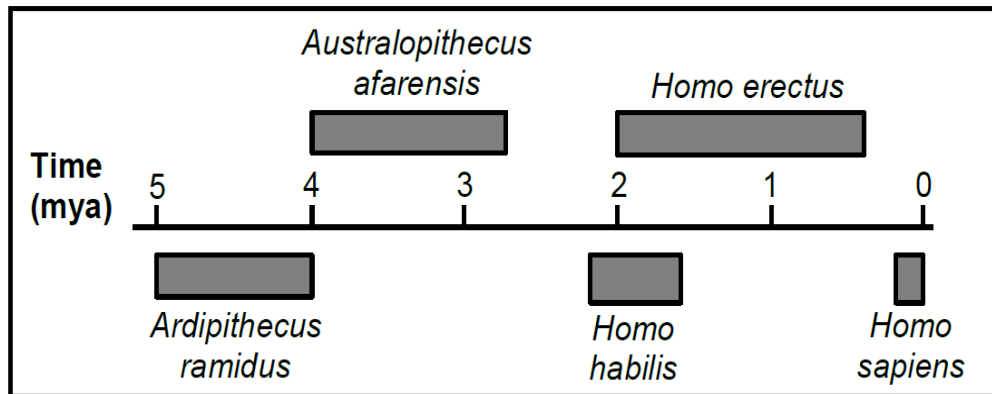 Australopithecus
afarensis
Homo erectus
Time
(mya)
5 4 3 2 1 0
Ardipithecus
ramidus
Homo
habilis
Homo
sapiens